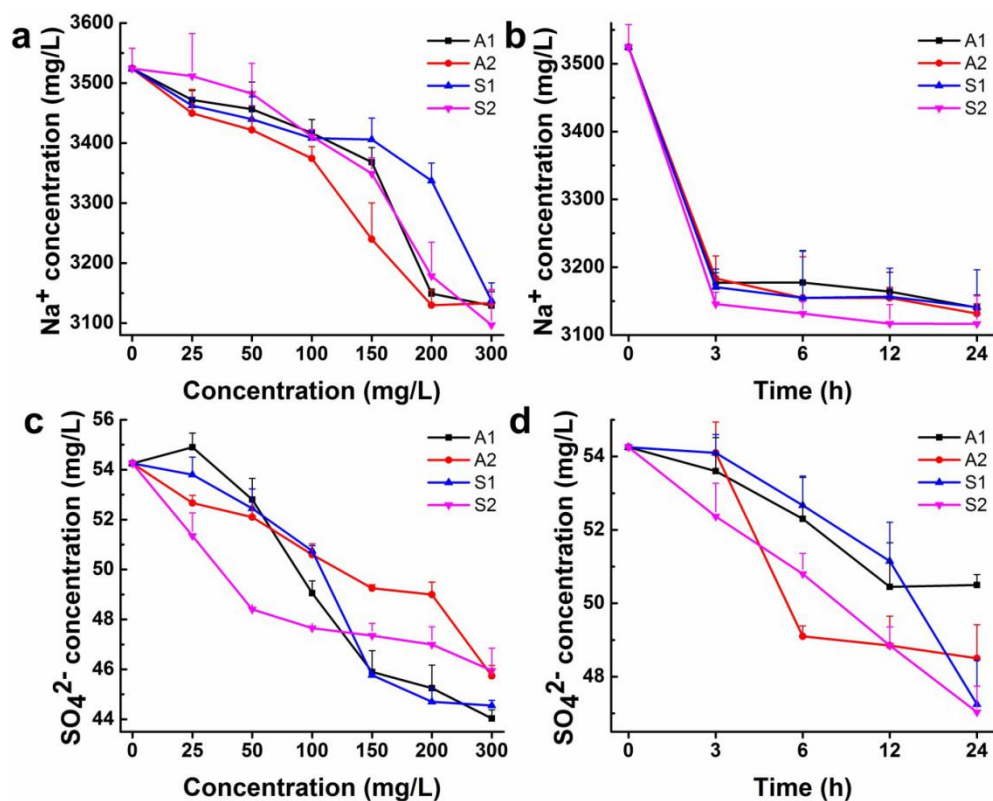 a
Na⁺ concentration (mg/L)
3600
3500
3400
3300
3200
3100
A1
A2
S1
S2
0 25 50 100 150 200 300
Concentration (mg/L)
b
Na⁺ concentration (mg/L)
3500
3400
3300
3200
3100
A1
A2
S1
S2
0 3 6 12 24
Time (h)
c
SO₄²⁻ concentration (mg/L)
56
54
52
50
48
46
44
A1
A2
S1
S2
0 25 50 100 150 200 300
Concentration (mg/L)
d
SO₄²⁻ concentration (mg/L)
54
52
50
48
A1
A2
S1
S2
0 3 6 12 24
Time (h)